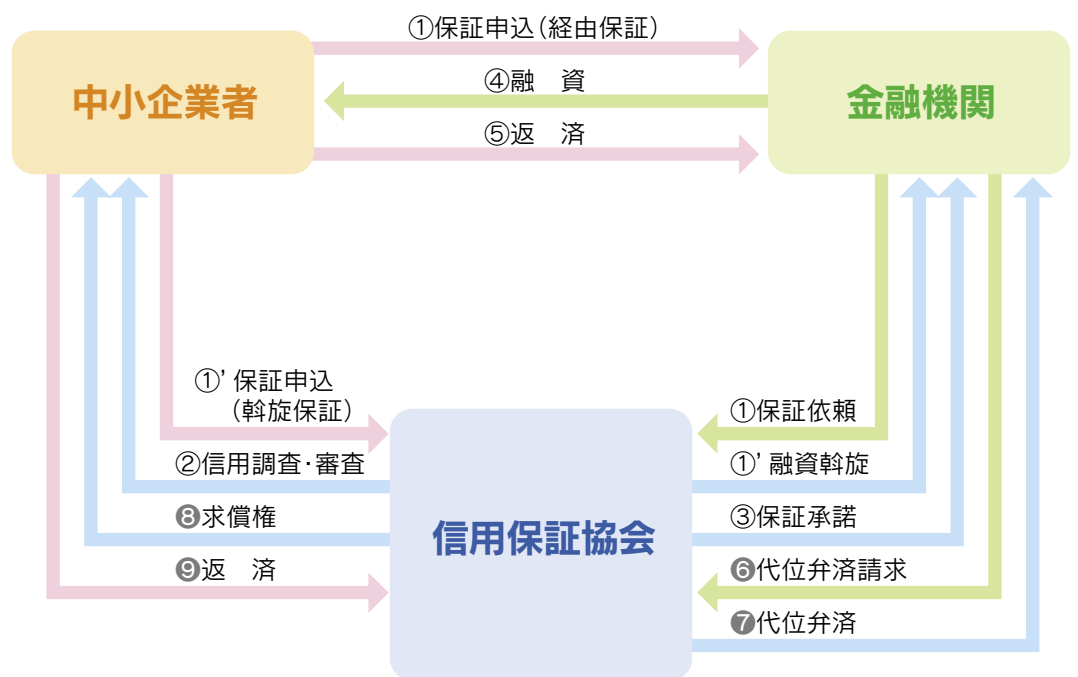 ①保証申込（経由保証）
中小企業者
④融　資
金融機関
⑤返　済
①’保証申込
（斡旋保証）
②信用調査・審査
❽求償権
❾返　済
信用保証協会
①保証依頼
①’融資斡旋
③保証承諾
❻代位弁済請求
❼代位弁済